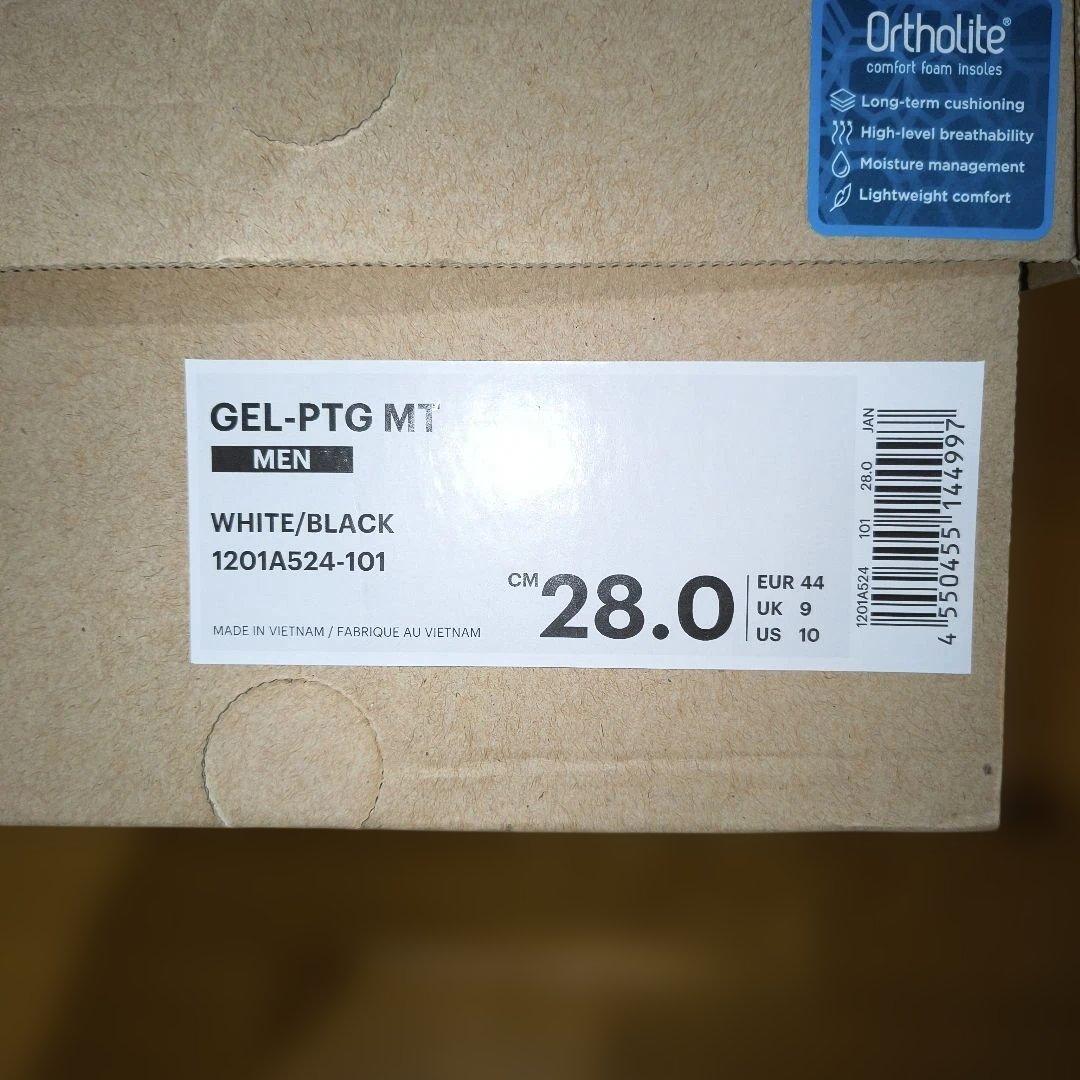 Ortholite®
comfort foam insoles
Long-term cushioning
High-level breathability
Moisture management
Lightweight comfort
GEL-PTG MT
MEN
WHITE/BLACK
1201A524-101
MADE IN VIETNAM / FABRIQUE AU VIETNAM
CM 28.0
EUR 44
UK 9
US 10
1201A524 101 28.0 JAN
4 550455 144997